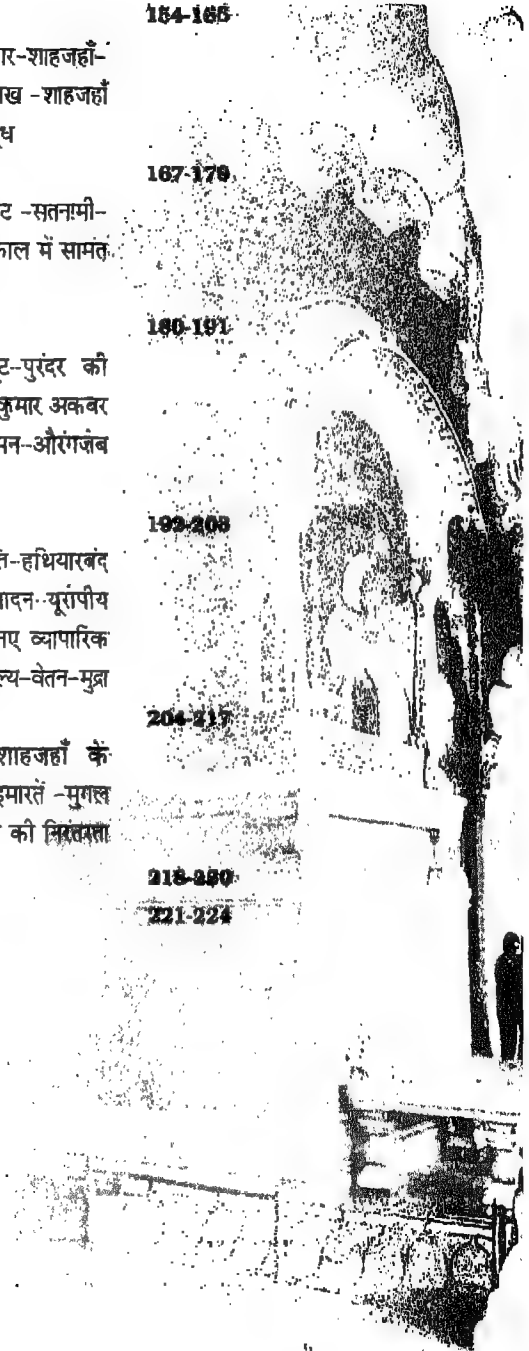 154-165
ार-शाहजहाँ-
ाख -शाहजहाँ
ध
167-179
ट -सतनामी-
काल में सामंत
180-191
ट-पुरंदर की
कुमार अकबर
मन-औरंगजेब
192-203
ते-हथियारबंद
पादन-यूरोपीय
नए व्यापारिक
ल्य-वेतन-मुद्रा
204-217
शाहजहाँ के
इमारतें -मुगल
की निरंतरता
218-220
221-224